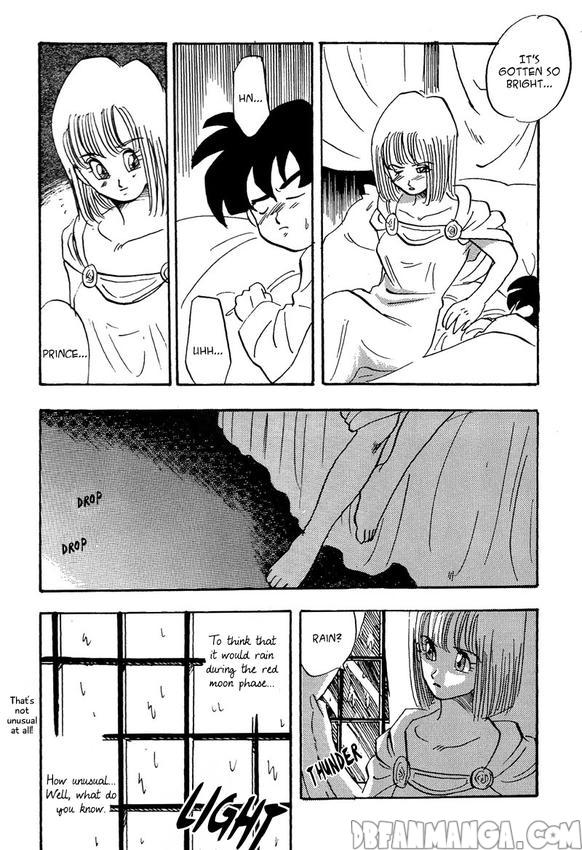 IT'S
GOTTEN SO
BRIGHT...
HN...
UHH...
PRINCE...
DROP
DROP
RAIN?
THUNDER
To think that
it would rain
during the red
moon phase...
LIGHT
How unusual...
Well, what do
you know.
That's
not
unusual
at all!
DBFANMANGA.COM